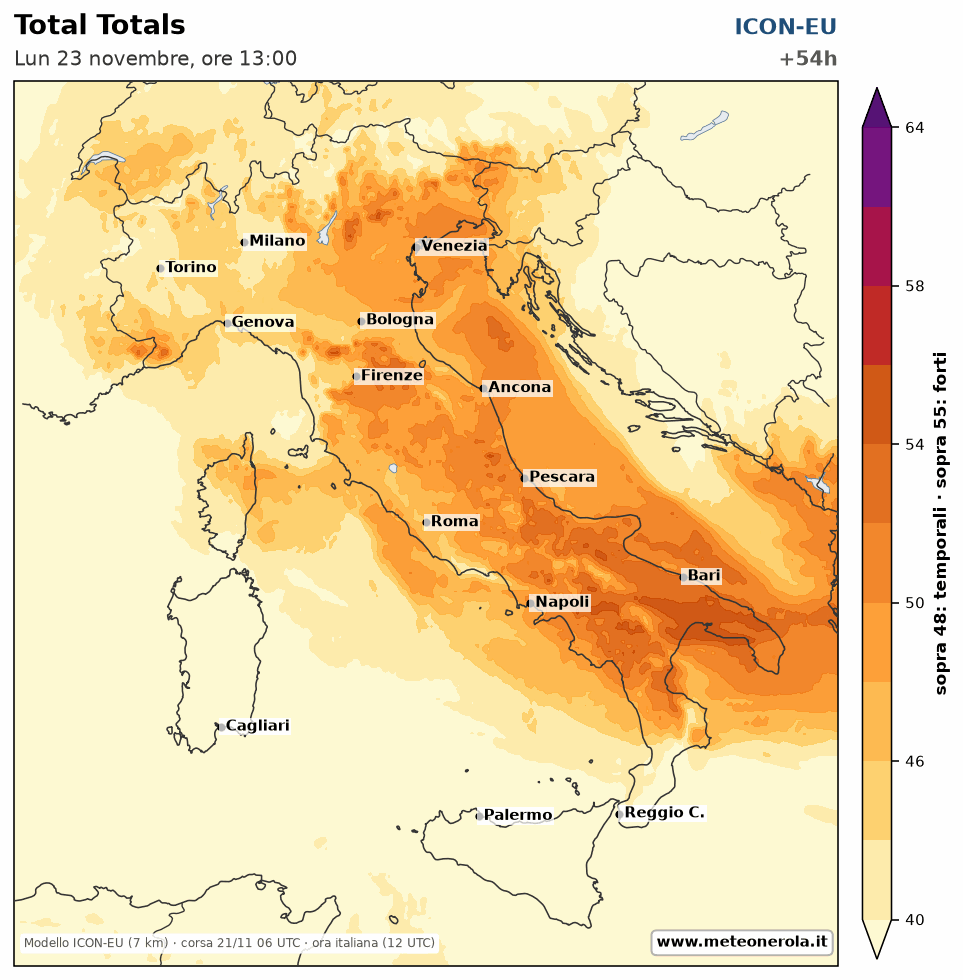 Total Totals
ICON-EU
Lun 23 novembre, ore 13:00
+54h
Milano
Venezia
Torino
Genova
Bologna
Firenze
Ancona
Pescara
Roma
Bari
Napoli
Cagliari
Palermo
Reggio C.
64
58
54
50
46
40
sopra 48: temporali · sopra 55: forti
Modello ICON-EU (7 km) · corsa 21/11 06 UTC · ora italiana (12 UTC)
www.meteonerola.it